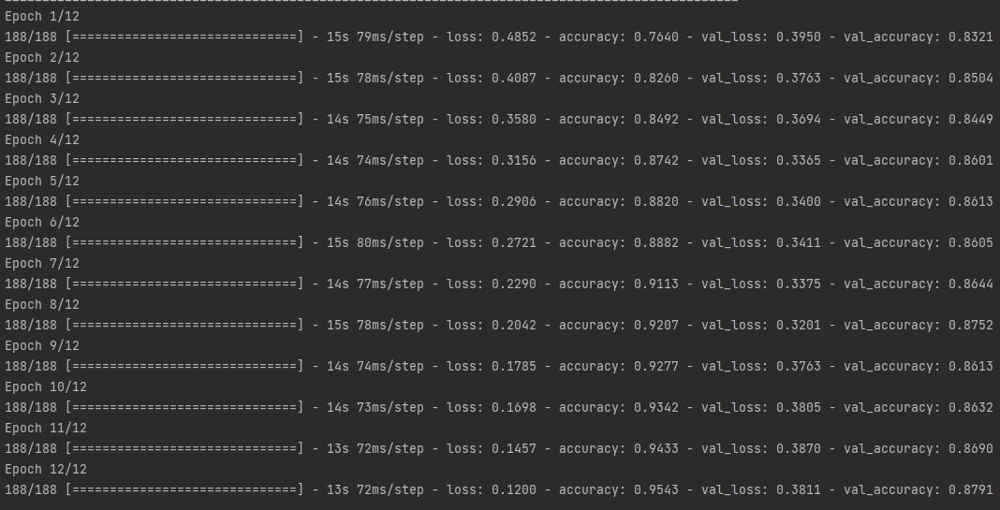 Epoch 1/12
188/188 [==============================] - 15s 79ms/step - loss: 0.4852 - accuracy: 0.7640 - val_loss: 0.3950 - val_accuracy: 0.8321
Epoch 2/12
188/188 [==============================] - 15s 78ms/step - loss: 0.4087 - accuracy: 0.8260 - val_loss: 0.3763 - val_accuracy: 0.8504
Epoch 3/12
188/188 [==============================] - 14s 75ms/step - loss: 0.3580 - accuracy: 0.8492 - val_loss: 0.3694 - val_accuracy: 0.8449
Epoch 4/12
188/188 [==============================] - 14s 74ms/step - loss: 0.3156 - accuracy: 0.8742 - val_loss: 0.3365 - val_accuracy: 0.8601
Epoch 5/12
188/188 [==============================] - 14s 76ms/step - loss: 0.2906 - accuracy: 0.8820 - val_loss: 0.3400 - val_accuracy: 0.8613
Epoch 6/12
188/188 [==============================] - 15s 80ms/step - loss: 0.2721 - accuracy: 0.8882 - val_loss: 0.3411 - val_accuracy: 0.8605
Epoch 7/12
188/188 [==============================] - 14s 77ms/step - loss: 0.2290 - accuracy: 0.9113 - val_loss: 0.3375 - val_accuracy: 0.8644
Epoch 8/12
188/188 [==============================] - 15s 78ms/step - loss: 0.2042 - accuracy: 0.9207 - val_loss: 0.3201 - val_accuracy: 0.8752
Epoch 9/12
188/188 [==============================] - 14s 74ms/step - loss: 0.1785 - accuracy: 0.9277 - val_loss: 0.3763 - val_accuracy: 0.8613
Epoch 10/12
188/188 [==============================] - 14s 73ms/step - loss: 0.1698 - accuracy: 0.9342 - val_loss: 0.3805 - val_accuracy: 0.8632
Epoch 11/12
188/188 [==============================] - 13s 72ms/step - loss: 0.1457 - accuracy: 0.9433 - val_loss: 0.3870 - val_accuracy: 0.8690
Epoch 12/12
188/188 [==============================] - 13s 72ms/step - loss: 0.1200 - accuracy: 0.9543 - val_loss: 0.3811 - val_accuracy: 0.8791